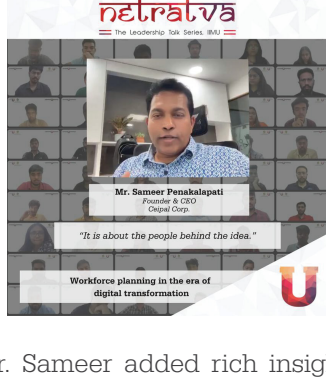 netratva
The Leadership Talk Series, IIMU
Mr. Sameer Penakalapati
Founder & CEO
Ceipal Corp.
"It is about the people behind the idea."
Workforce planning in the era of
digital transformation
U
r. Sameer added rich insig